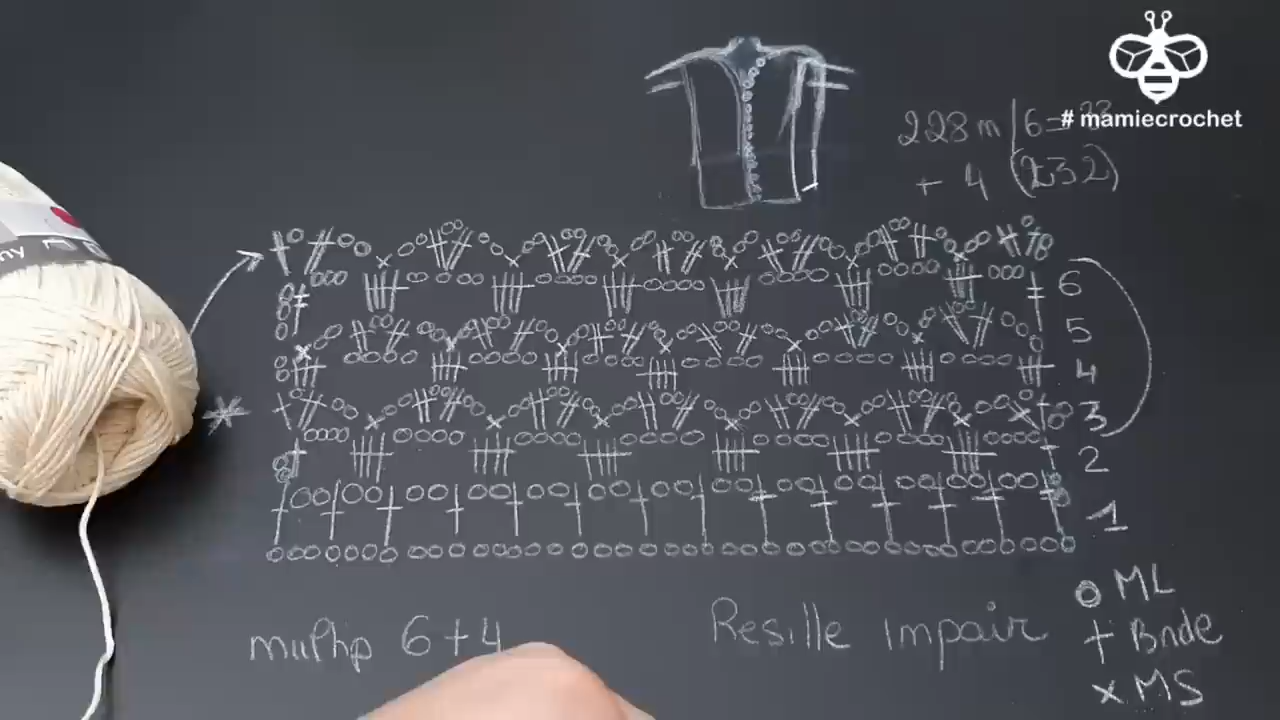 # mamiecrochet
228 m / 6 =
+ 4 (232)
6
5
4
3
2
1
ML
Bride
MS
multip 6+4
Resille Impair